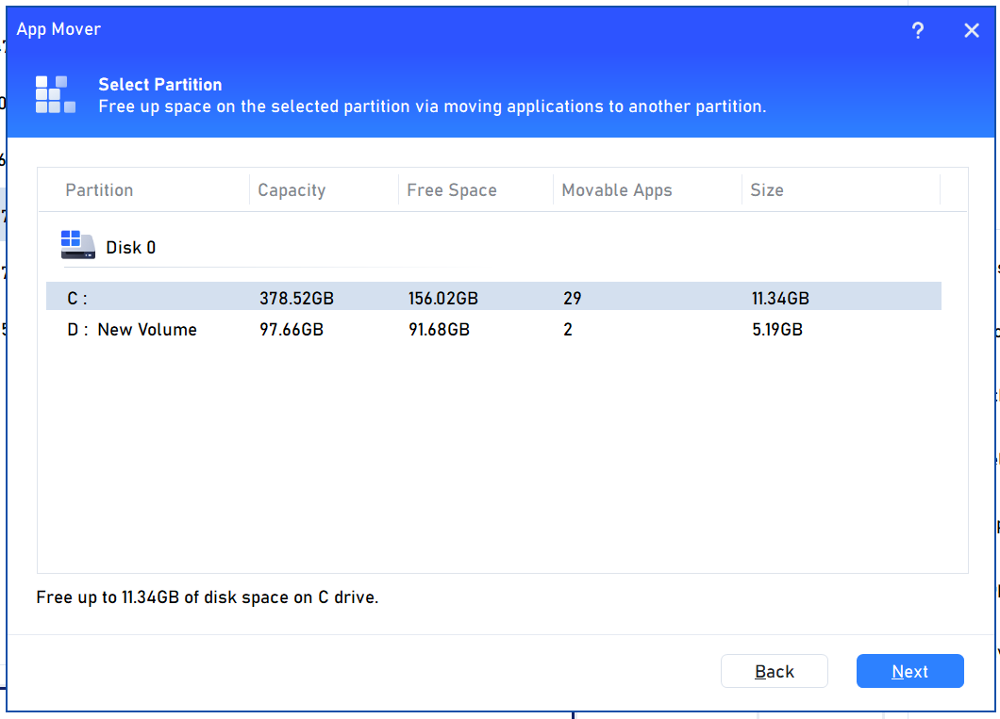 App Mover
?
Select Partition
Free up space on the selected partition via moving applications to another partition.
Partition Capacity Free Space Movable Apps Size
Disk 0
C : 378.52GB 156.02GB 29 11.34GB
D : New Volume 97.66GB 91.68GB 2 5.19GB
Free up to 11.34GB of disk space on C drive.
Back Next